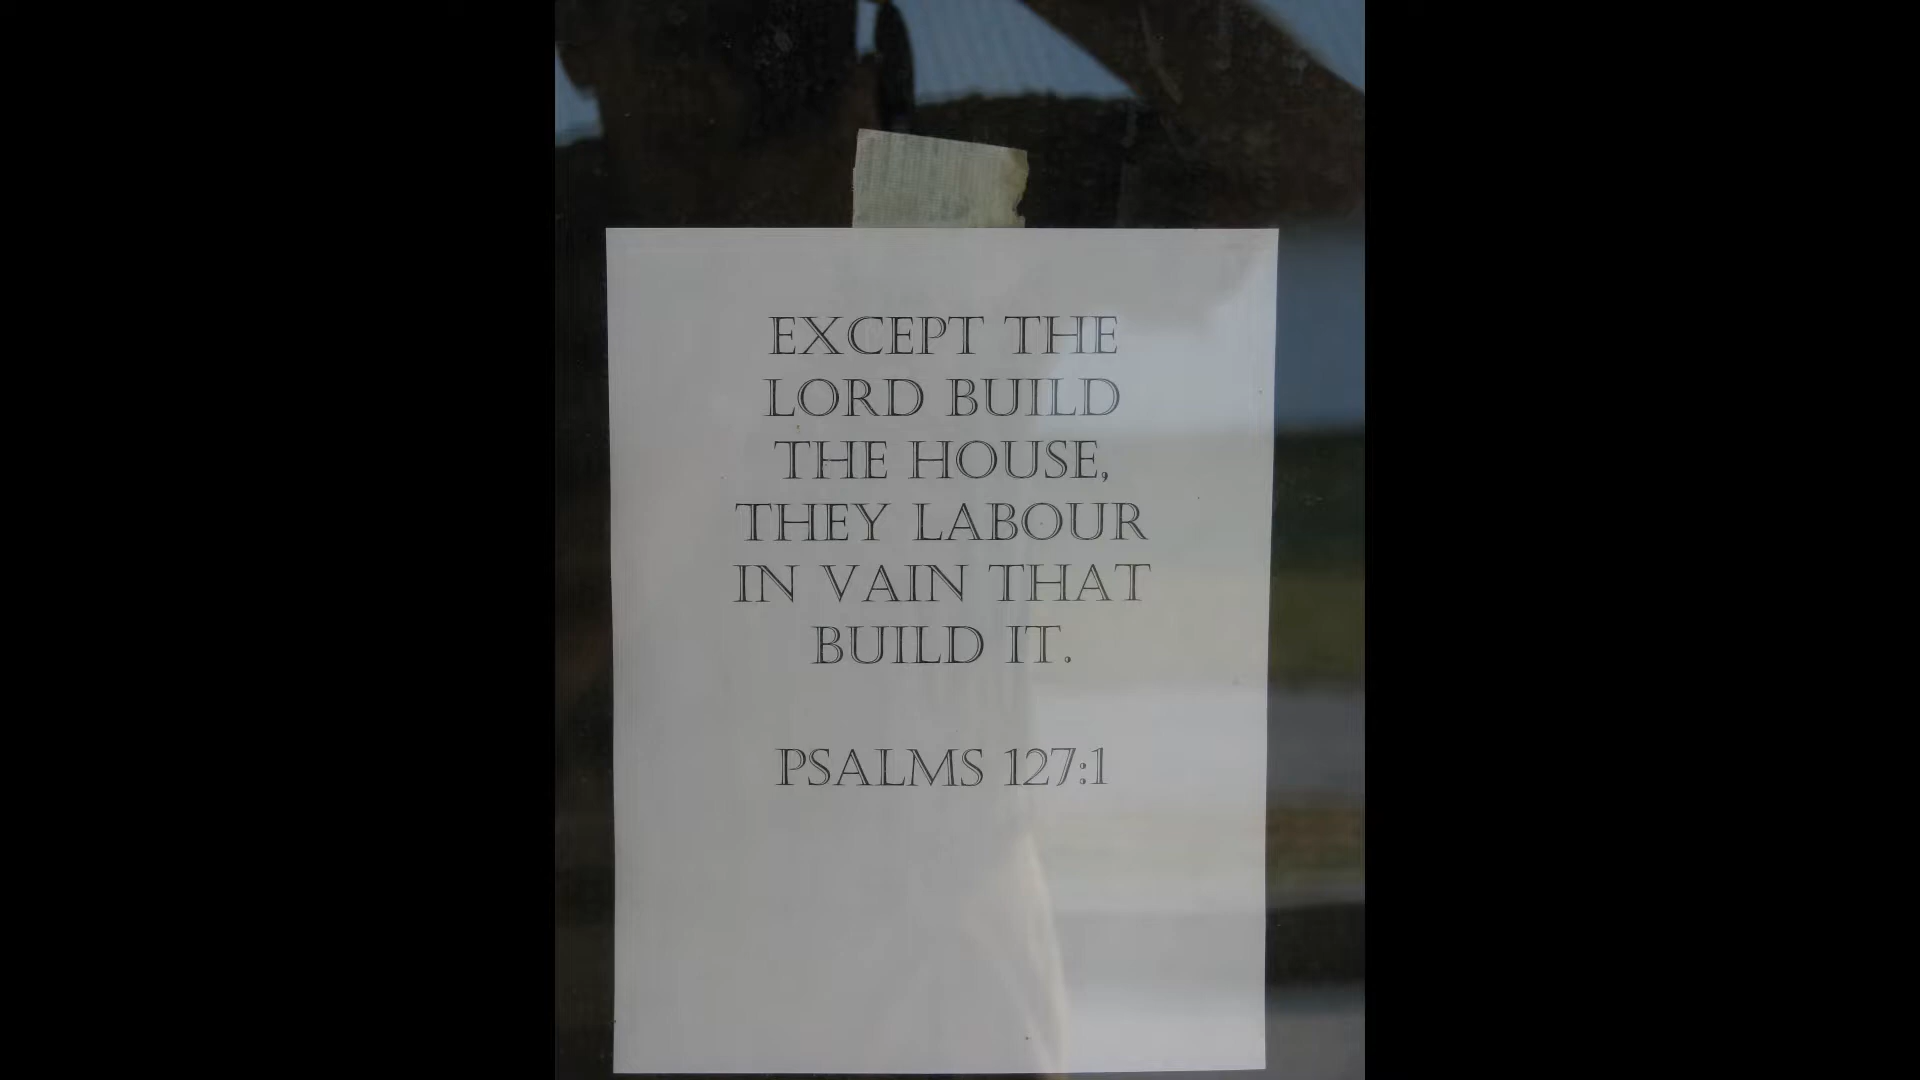 EXCEPT THE
LORD BUILD
THE HOUSE,
THEY LABOUR
IN VAIN THAT
BUILD IT.
PSALMS 127:1